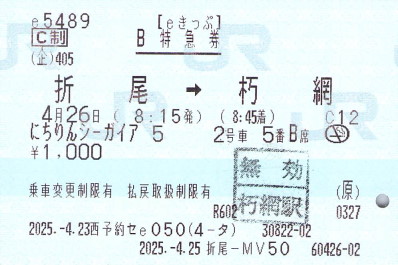 e5489 【eきっぷ】
C制 B 特急券
(企)405
折尾 → 朽網
4月26日 (8:15発) (8:45着) C12
にちりんシーガイア 5 2号車 5番B席
¥1,000
無効
朽網駅
乗車変更制限有 払戻取扱制限有 (原)
R602 0327
2025.-4.23西予約セe050(4-タ) 30822-02
2025.-4.25 折尾-MV50 60426-02